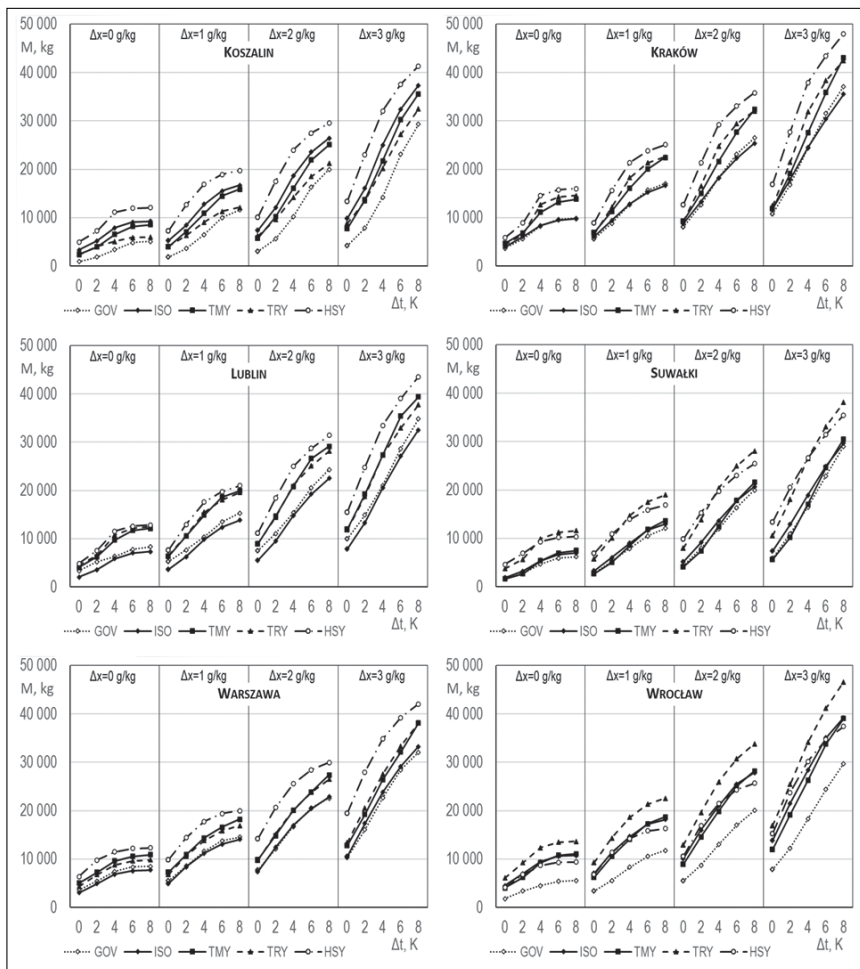 50 000
M, kg
40 000
30 000
20 000
10 000
0
Δx=0 g/kg Δx=1 g/kg Δx=2 g/kg Δx=3 g/kg
KOSZALIN
0 2 4 6 8 0 2 4 6 8 0 2 4 6 8 0 2 4 6 8
GOV ISO TMY TRY HSY Δt, K
50 000
M, kg
40 000
30 000
20 000
10 000
0
Δx=0 g/kg Δx=1 g/kg Δx=2 g/kg Δx=3 g/kg
KRAKÓW
0 2 4 6 8 0 2 4 6 8 0 2 4 6 8 0 2 4 6 8
GOV ISO TMY TRY HSY Δt, K
50 000
M, kg
40 000
30 000
20 000
10 000
0
Δx=0 g/kg Δx=1 g/kg Δx=2 g/kg Δx=3 g/kg
LUBLIN
0 2 4 6 8 0 2 4 6 8 0 2 4 6 8 0 2 4 6 8
GOV ISO TMY TRY HSY Δt, K
50 000
M, kg
40 000
30 000
20 000
10 000
0
Δx=0 g/kg Δx=1 g/kg Δx=2 g/kg Δx=3 g/kg
SUWAŁKI
0 2 4 6 8 0 2 4 6 8 0 2 4 6 8 0 2 4 6 8
GOV ISO TMY TRY HSY Δt, K
50 000
M, kg
40 000
30 000
20 000
10 000
0
Δx=0 g/kg Δx=1 g/kg Δx=2 g/kg Δx=3 g/kg
WARSZAWA
0 2 4 6 8 0 2 4 6 8 0 2 4 6 8 0 2 4 6 8
GOV ISO TMY TRY HSY Δt, K
50 000
M, kg
40 000
30 000
20 000
10 000
0
Δx=0 g/kg Δx=1 g/kg Δx=2 g/kg Δx=3 g/kg
WROCŁAW
0 2 4 6 8 0 2 4 6 8 0 2 4 6 8 0 2 4 6 8
GOV ISO TMY TRY HSY Δt, K